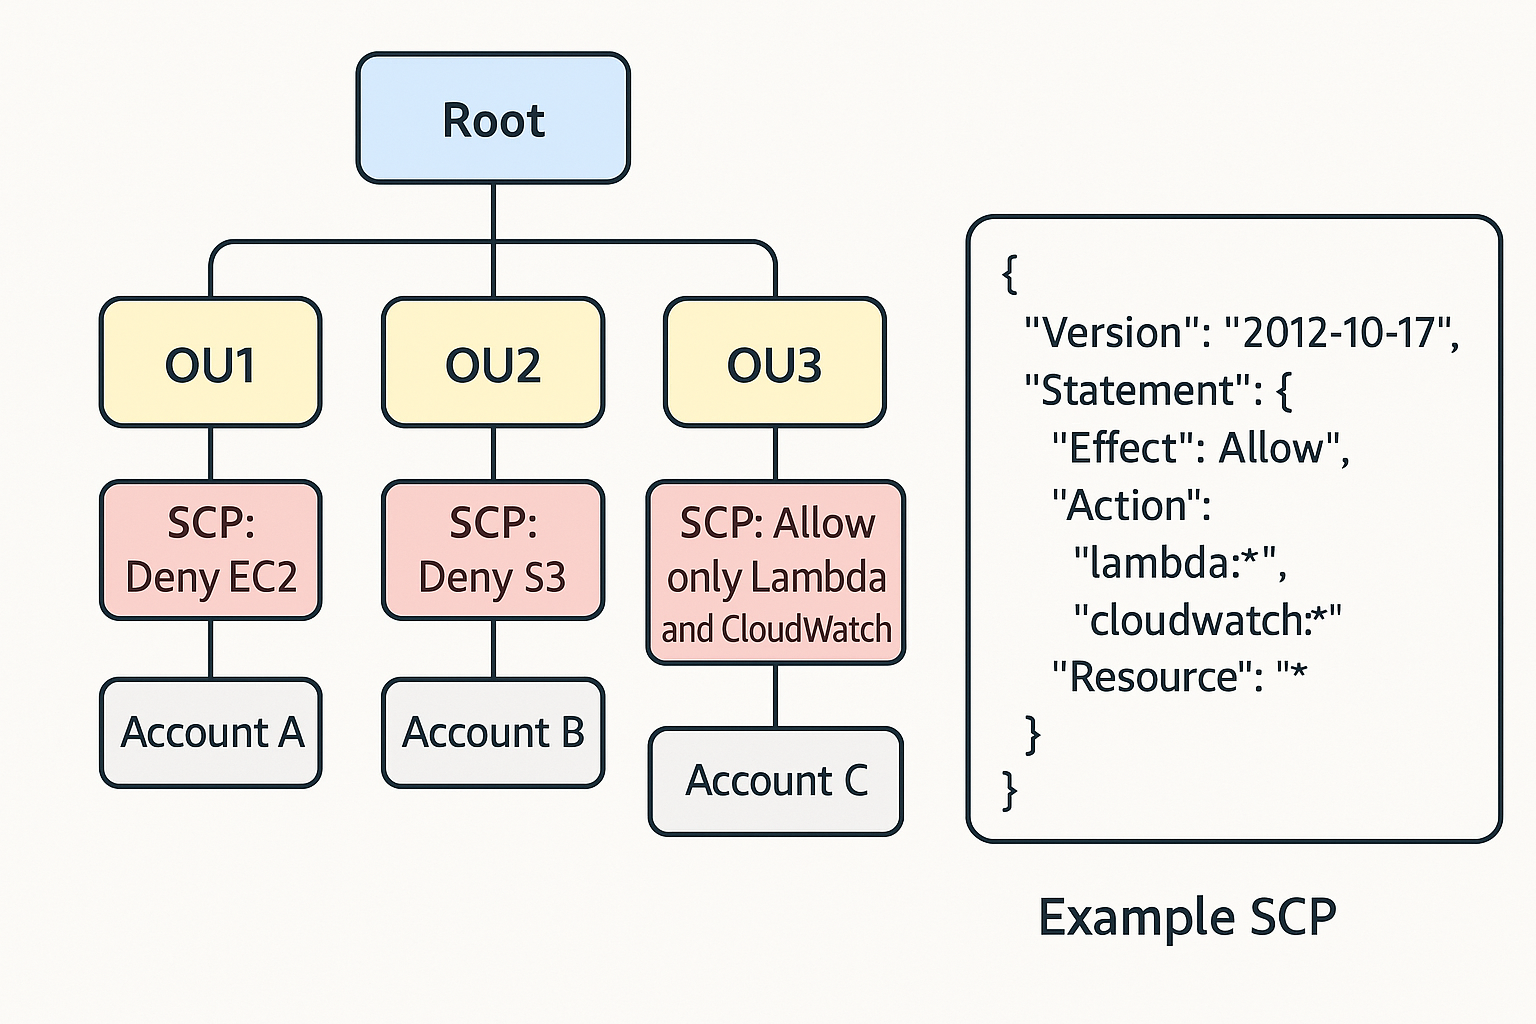 Root
OU1
OU2
OU3
SCP:
Deny EC2
SCP:
Deny S3
SCP: Allow
only Lambda
and CloudWatch
Account A
Account B
Account C
{
"Version": "2012-10-17",
"Statement": {
"Effect": Allow",
"Action":
"lambda:*",
"cloudwatch:*"
"Resource": "*
}
}
Example SCP